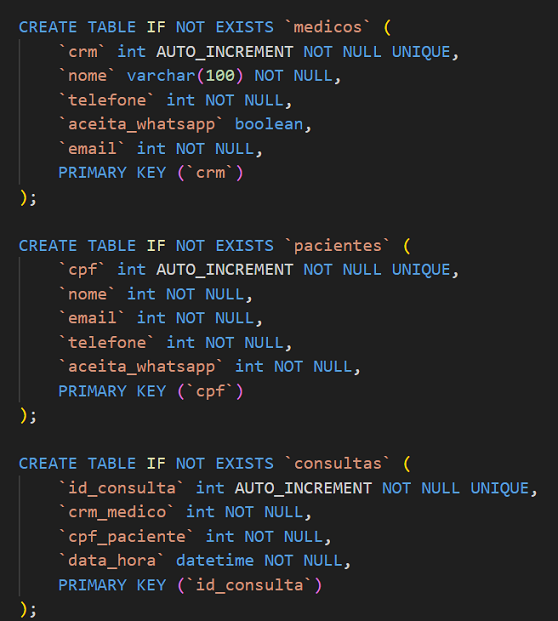 CREATE TABLE IF NOT EXISTS `medicos` (
    `crm` int AUTO_INCREMENT NOT NULL UNIQUE,
    `nome` varchar(100) NOT NULL,
    `telefone` int NOT NULL,
    `aceita_whatsapp` boolean,
    `email` int NOT NULL,
    PRIMARY KEY (`crm`)
);

CREATE TABLE IF NOT EXISTS `pacientes` (
    `cpf` int AUTO_INCREMENT NOT NULL UNIQUE,
    `nome` int NOT NULL,
    `email` int NOT NULL,
    `telefone` int NOT NULL,
    `aceita_whatsapp` int NOT NULL,
    PRIMARY KEY (`cpf`)
);

CREATE TABLE IF NOT EXISTS `consultas` (
    `id_consulta` int AUTO_INCREMENT NOT NULL UNIQUE,
    `crm_medico` int NOT NULL,
    `cpf_paciente` int NOT NULL,
    `data_hora` datetime NOT NULL,
    PRIMARY KEY (`id_consulta`)
);